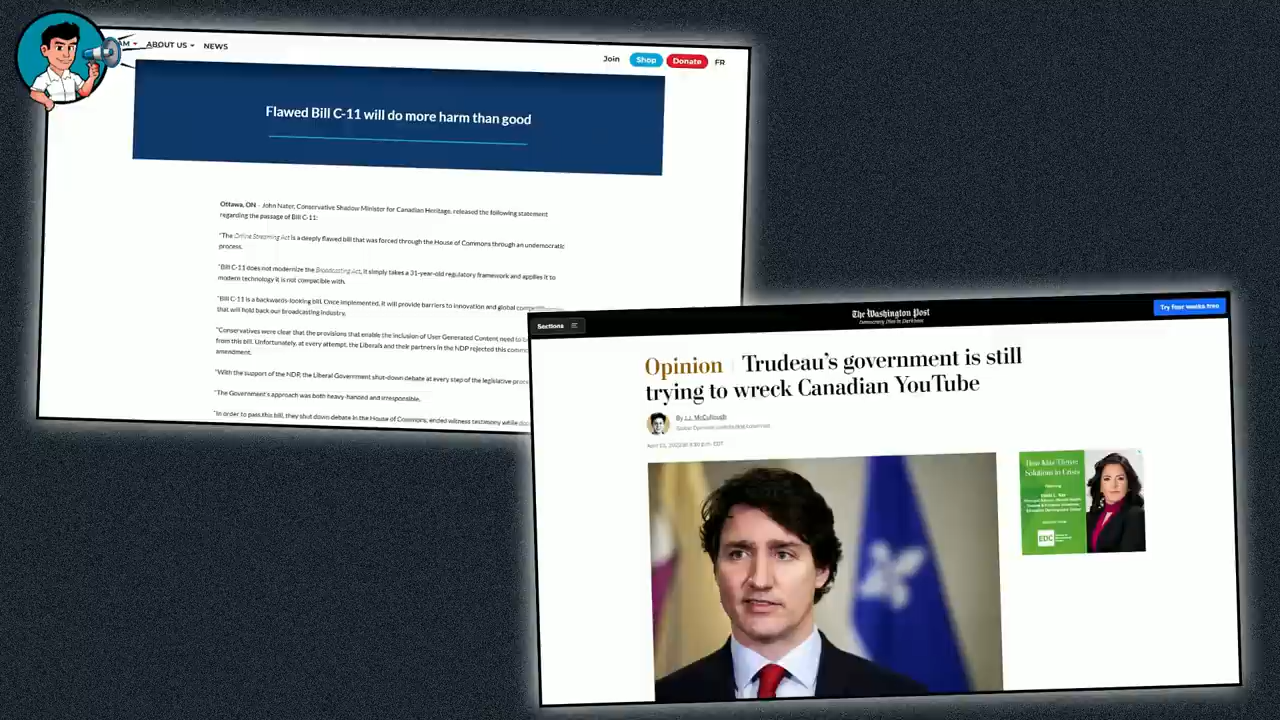 ABOUT US
NEWS
Join
Shop
Donate
FR
Flawed Bill C-11 will do more harm than good
Ottawa, ON - John Nater, Conservative Shadow Minister for Canadian Heritage, released the following statement
regarding the passage of Bill C-11:
"The Online Streaming Act is a deeply flawed bill that was forced through the House of Commons through an undemocratic
process.
"Bill C-11 does not modernize the Broadcasting Act, it simply takes a 31-year-old regulatory framework and applies it to
modern technology it is not compatible with.
"Bill C-11 is a backwards-looking bill. Once implemented, it will provide barriers to innovation and global
that will hold back our broadcasting industry.
"Conservatives were clear that the provisions that enable the inclusion of User Generated Content need to
from this bill. Unfortunately, at every attempt, the Liberals and their partners in the NDP rejected this
amendment.
"With the support of the NDP, the Liberal Government shut-down debate at every step of the legislative
"The Government's approach was both heavy-handed and irresponsible.
"In order to pass this bill, they shut down debate in the House of Commons, ended witness testimony while
Sections
The Washington Post
Democracy Dies in Darkness
Try four weeks free
Opinion | Trudeau's government is still
trying to wreck Canadian YouTube
By J.J. McCullough
Global Opinions contributing columnist
Solutions in Crisis
EDC